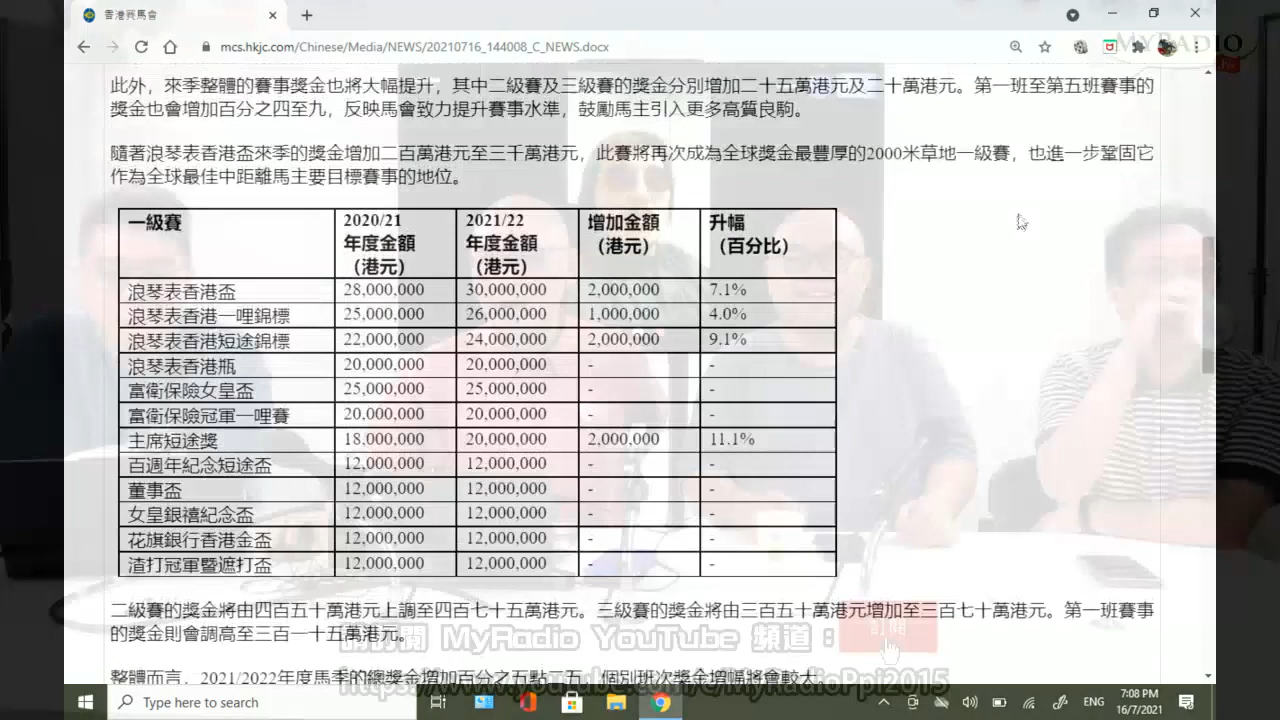 香港賽馬會
mcs.hkjc.com/Chinese/Media/NEWS/20210716_144008_C_NEWS.docx
MYRADIO
此外，來季整體的賽事獎金也將大幅提升，其中二級賽及三級賽的獎金分別增加二十五萬港元及二十萬港元。第一班至第五班賽事的
獎金也會增加百分之四至九，反映馬會致力提升賽事水準，鼓勵馬主引入更多高質良駒。
隨著浪琴表香港盃來季的獎金增加二百萬港元至三千萬港元，此賽將再次成為全球獎金最豐厚的2000米草地一級賽，也進一步鞏固它
作為全球最佳中距離馬主要目標賽事的地位。
一級賽 2020/21 2021/22 增加金額 升幅
年度金額 年度金額 （港元） （百分比）
（港元） （港元）
浪琴表香港盃 28,000,000 30,000,000 2,000,000 7.1%
浪琴表香港一哩錦標 25,000,000 26,000,000 1,000,000 4.0%
浪琴表香港短途錦標 22,000,000 24,000,000 2,000,000 9.1%
浪琴表香港瓶 20,000,000 20,000,000 - -
富衛保險女皇盃 25,000,000 25,000,000 - -
富衛保險冠軍一哩賽 20,000,000 20,000,000 - -
主席短途獎 18,000,000 20,000,000 2,000,000 11.1%
百週年紀念短途盃 12,000,000 12,000,000 - -
董事盃 12,000,000 12,000,000 - -
女皇銀禧紀念盃 12,000,000 12,000,000 - -
花旗銀行香港金盃 12,000,000 12,000,000 - -
渣打冠軍暨遮打盃 12,000,000 12,000,000 - -
二級賽的獎金將由四百五十萬港元上調至四百七十五萬港元。三級賽的獎金將由三百五十萬港元增加至三百七十萬港元。第一班賽事
的獎金則會調高至三百一十五萬港元。
請訂閱 MyRadio YouTube 頻道： 訂閱
整體而言，2021/2022年度馬季的總獎金增加百分之五點二五，個別班次獎金增幅將會較大
https://www.youtube.com/c/MyRadioPpi2015
Type here to search
ENG
7:08 PM
16/7/2021